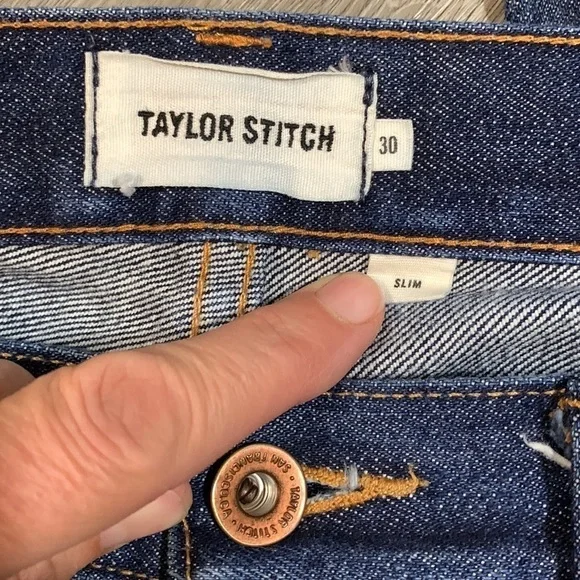 TAYLOR STITCH
30
SLIM
TAYLOR STITCH · SAN FRANCISCO ·